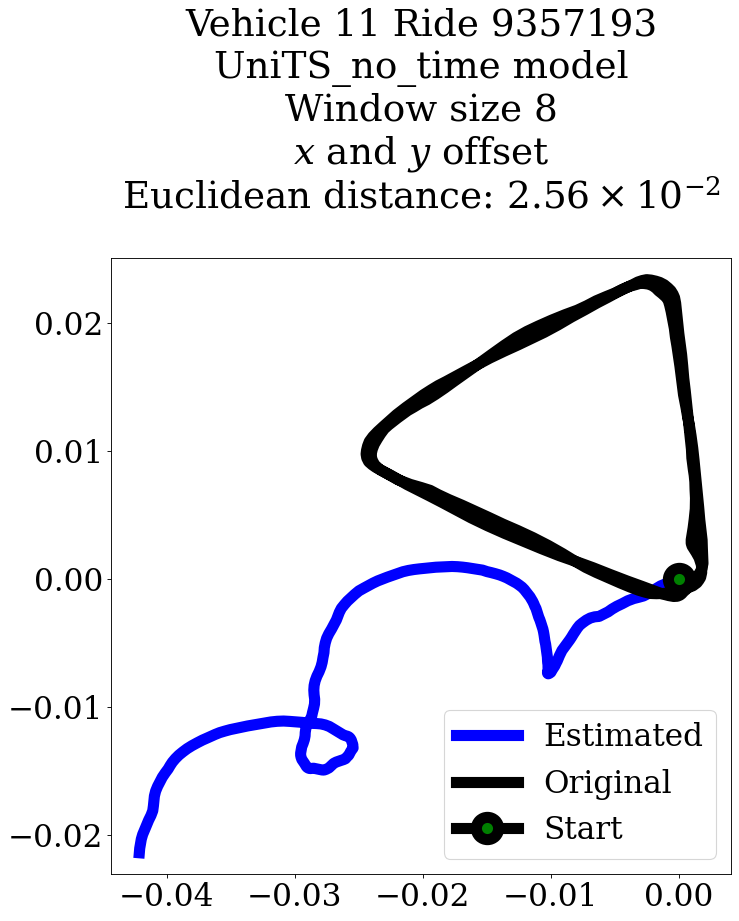 Vehicle 11 Ride 9357193
UniTS_no_time model
Window size 8
x and y offset
Euclidean distance: 2.56 × 10⁻²
0.02
0.01
0.00
−0.01
−0.02
Estimated
Original
Start
−0.04 −0.03 −0.02 −0.01 0.00